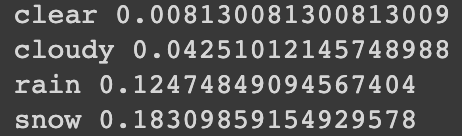 clear 0.008130081300813009
cloudy 0.04251012145748988
rain 0.12474849094567404
snow 0.18309859154929578